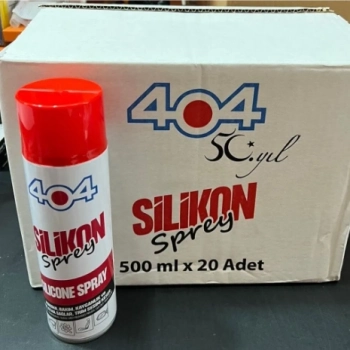 404
50.yıl
SİLİKON
Sprey
500 ml x 20 Adet
404
SİLİKON
Sprey
SILICONE SPRAY